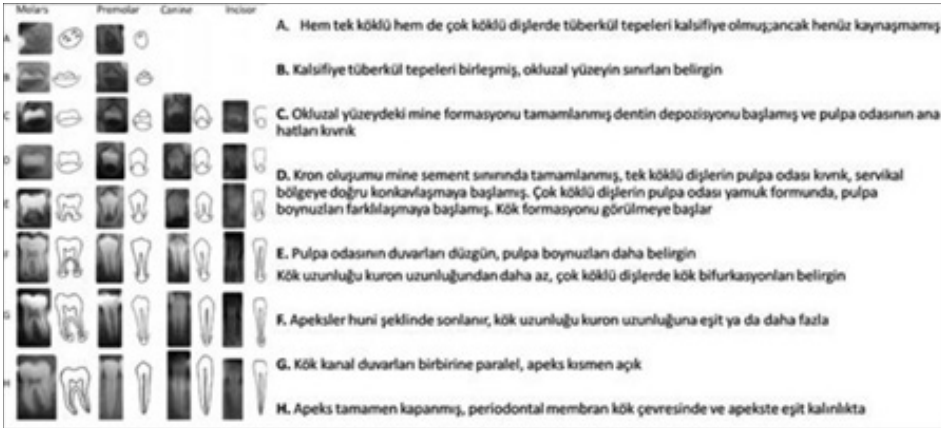 Molars Premolar Canine Incisor
A. Hem tek köklü hem de çok köklü dişlerde tüberkül tepeleri kalsifiye olmuş;ancak henüz kaynaşmamış
A
B. Kalsifiye tüberkül tepeleri birleşmiş, okluzal yüzeyin sınırları belirgin
B
C. Okluzal yüzeydeki mine formasyonu tamamlanmış dentin depozisyonu başlamış ve pulpa odasının ana
hatları kıvrık
C
D. Kron oluşumu mine sement sınırında tamamlanmış, tek köklü dişlerin pulpa odası kıvrık, servikal
bölgeye doğru konkavlaşmaya başlamış. Çok köklü dişlerin pulpa odası yamuk formunda, pulpa
boynuzları farklılaşmaya başlamış. Kök formasyonu görülmeye başlar
D
E
E. Pulpa odasının duvarları düzgün, pulpa boynuzları daha belirgin
Kök uzunluğu kuron uzunluğundan daha az, çok köklü dişlerde kök bifurkasyonları belirgin
F
F. Apeksler huni şeklinde sonlanır, kök uzunluğu kuron uzunluğuna eşit ya da daha fazla
G
G. Kök kanal duvarları birbirine paralel, apeks kısmen açık
H
H. Apeks tamamen kapanmış, periodontal membran kök çevresinde ve apekste eşit kalınlıkta